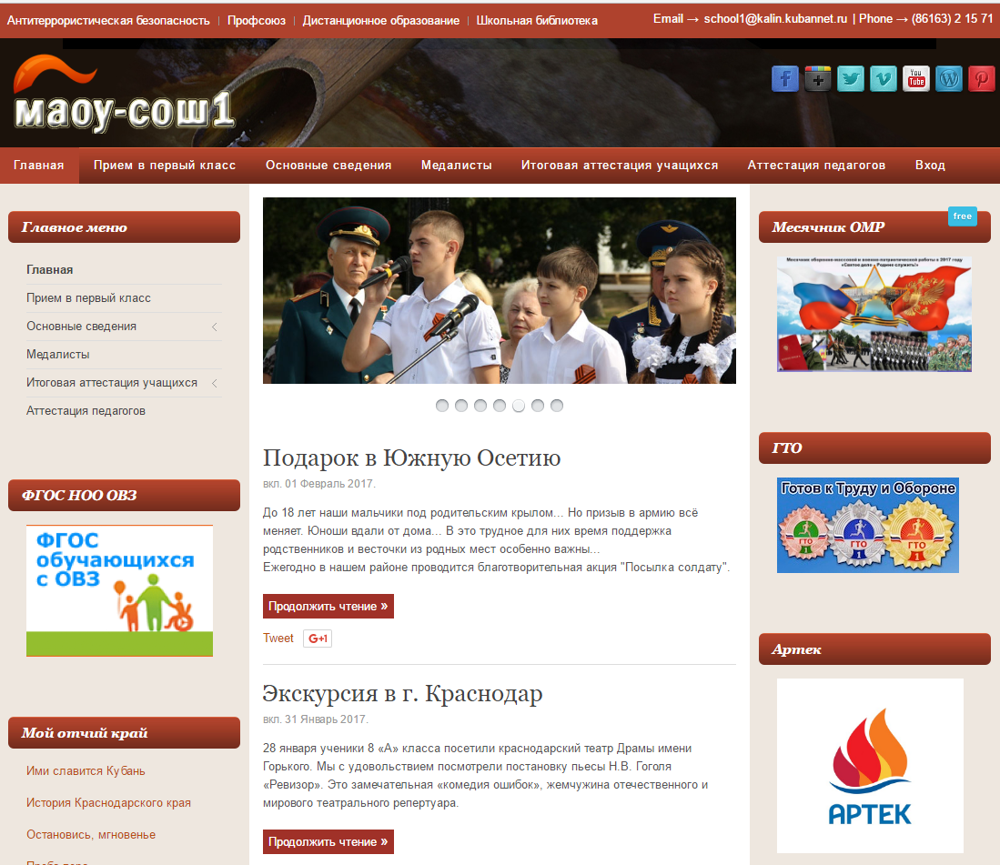 Антитеррористическая безопасность | Профсоюз | Дистанционное образование | Школьная библиотека
Email → school1@kalin.kubannet.ru | Phone → (86163) 2 15 71
маоу-сош1
You
Tube
Главная Прием в первый класс Основные сведения Медалисты Итоговая аттестация учащихся Аттестация педагогов Вход
Главное меню
Главная
Прием в первый класс
Основные сведения
Медалисты
Итоговая аттестация учащихся
Аттестация педагогов
ФГОС НОО ОВЗ
ФГОС
обучающихся
с ОВЗ
Мой отчий край
Ими славится Кубань
История Краснодарского края
Остановись, мгновенье
Подарок в Южную Осетию
вкл. 01 Февраль 2017.
До 18 лет наши мальчики под родительским крылом... Но призыв в армию всё
меняет. Юноши вдали от дома... В это трудное для них время поддержка
родственников и весточки из родных мест особенно важны...
Ежегодно в нашем районе проводится благотворительная акция "Посылка солдату".
Продолжить чтение »
Tweet G+1
Экскурсия в г. Краснодар
вкл. 31 Январь 2017.
28 января ученики 8 «А» класса посетили краснодарский театр Драмы имени
Горького. Мы с удовольствием посмотрели постановку пьесы Н.В. Гоголя
«Ревизор». Это замечательная «комедия ошибок», жемчужина отечественного и
мирового театрального репертуара.
Продолжить чтение »
Месячник ОМР
free
Месячник оборонно-массовой и военно-патриотической работы в 2017 году
«Святое дело - Родине служить!»
ГТО
Готов к Труду и Обороне
ГТО
1
ГТО
1
ГТО
1
Артек
АРТЕК